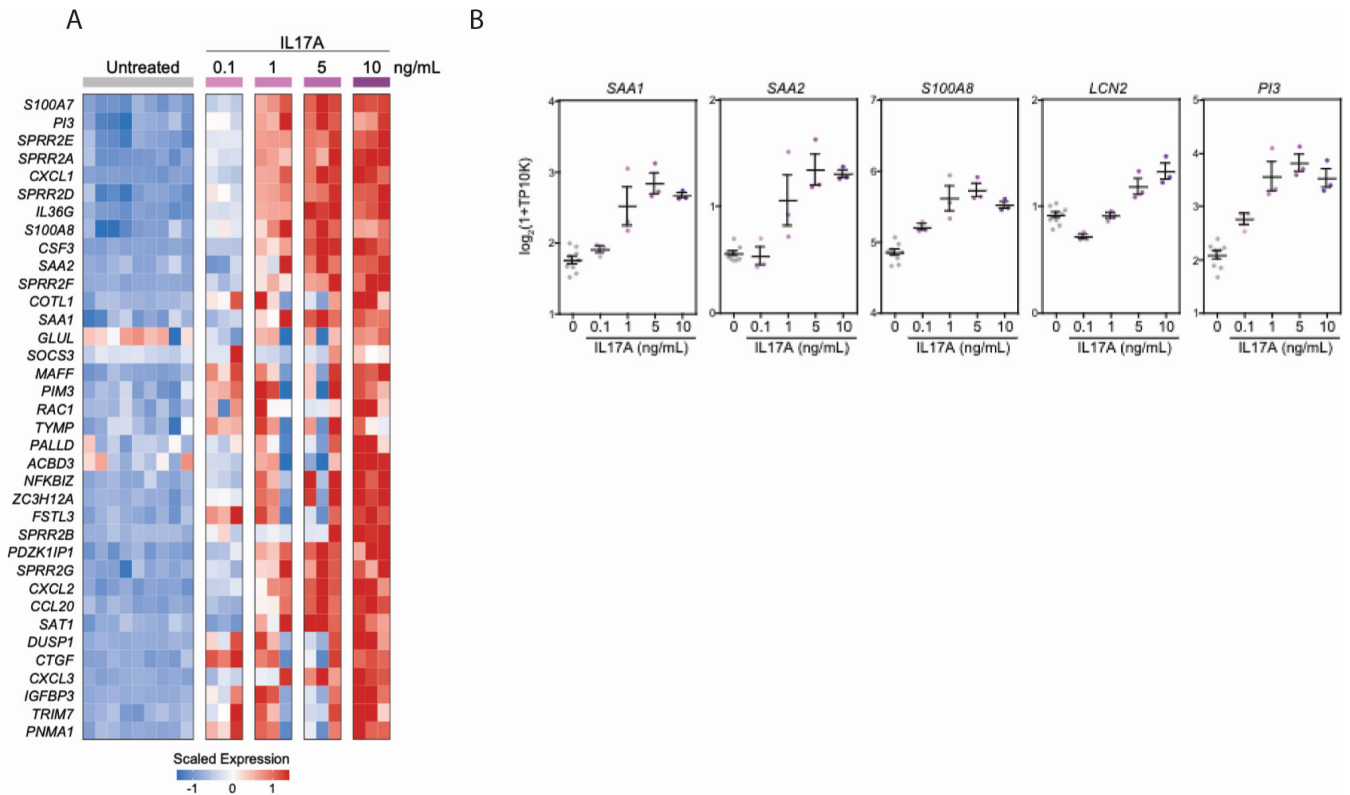 A
IL17A
Untreated 0.1 1 5 10 ng/mL
S100A7
PI3
SPRR2E
SPRR2A
CXCL1
SPRR2D
IL36G
S100A8
CSF3
SAA2
SPRR2F
COTL1
SAA1
GLUL
SOCS3
MAFF
PIM3
RAC1
TYMP
PALLD
ACBD3
NFKBIZ
ZC3H12A
FSTL3
SPRR2B
PDZK1IP1
SPRR2G
CXCL2
CCL20
SAT1
DUSP1
CTGF
CXCL3
IGFBP3
TRIM7
PNMA1
Scaled Expression
-1 0 1
B
log2(1+TP10K)
SAA1
4
3
2
1
0 0.1 1 5 10
IL17A (ng/mL)
SAA2
2
1
0
0 0.1 1 5 10
IL17A (ng/mL)
S100A8
7
6
5
4
0 0.1 1 5 10
IL17A (ng/mL)
LCN2
2
1
0
0 0.1 1 5 10
IL17A (ng/mL)
PI3
5
4
3
2
1
0 0.1 1 5 10
IL17A (ng/mL)